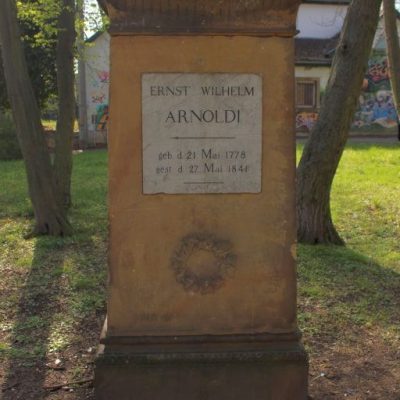 ERNST WILHELM
ARNOLDI
geb d. 21 Mai 1778
gest d. 27 Mai 1841